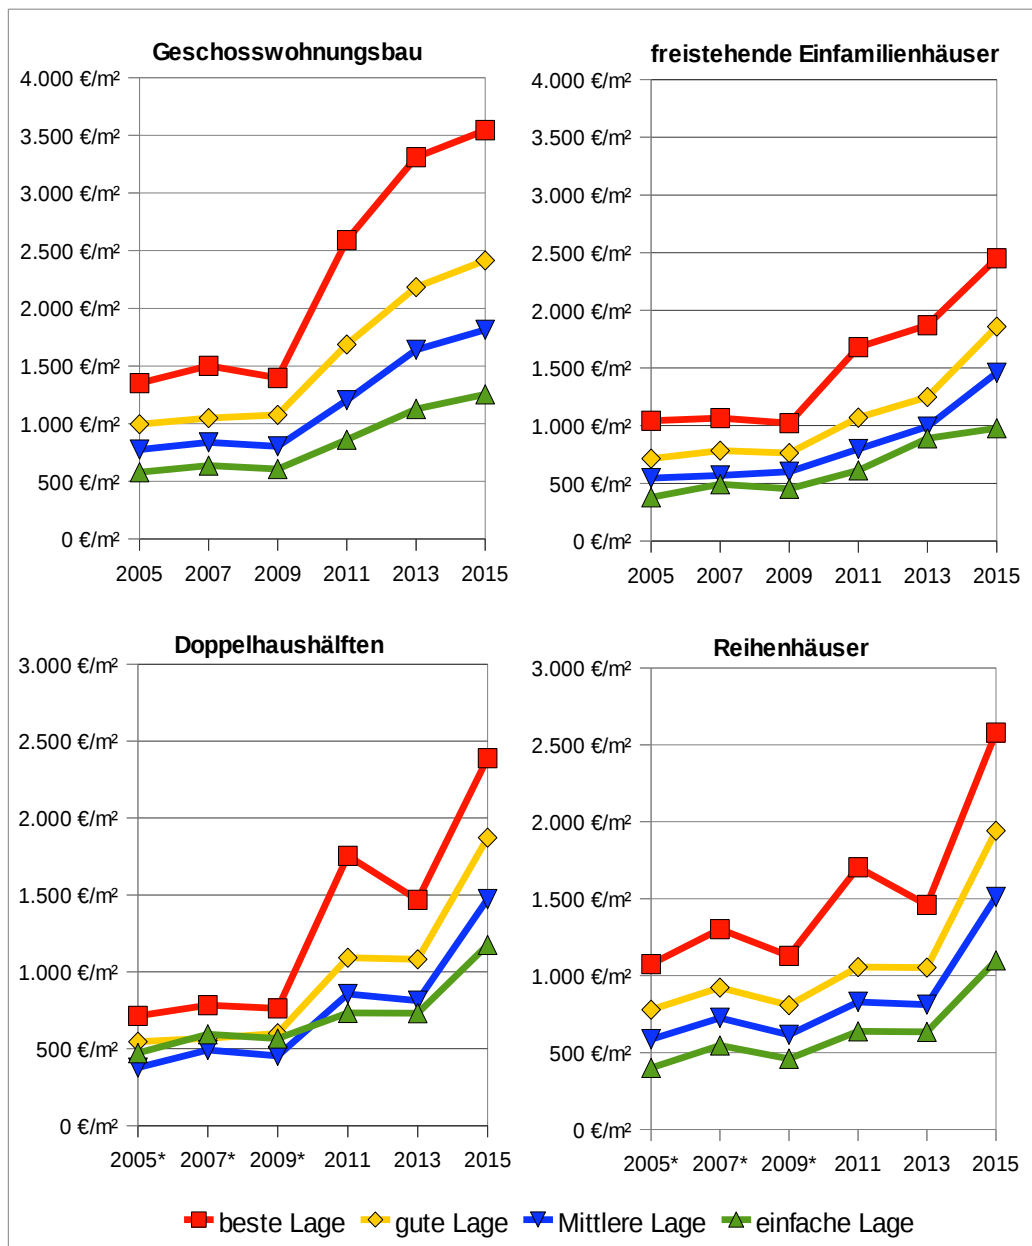 Geschosswohnungsbau
4.000 €/m²
3.500 €/m²
3.000 €/m²
2.500 €/m²
2.000 €/m²
1.500 €/m²
1.000 €/m²
500 €/m²
0 €/m²
2005 2007 2009 2011 2013 2015
freistehende Einfamilienhäuser
4.000 €/m²
3.500 €/m²
3.000 €/m²
2.500 €/m²
2.000 €/m²
1.500 €/m²
1.000 €/m²
500 €/m²
0 €/m²
2005 2007 2009 2011 2013 2015
Doppelhaushälften
3.000 €/m²
2.500 €/m²
2.000 €/m²
1.500 €/m²
1.000 €/m²
500 €/m²
0 €/m²
2005* 2007* 2009* 2011 2013 2015
Reihenhäuser
3.000 €/m²
2.500 €/m²
2.000 €/m²
1.500 €/m²
1.000 €/m²
500 €/m²
0 €/m²
2005* 2007* 2009* 2011 2013 2015
beste Lage gute Lage Mittlere Lage einfache Lage